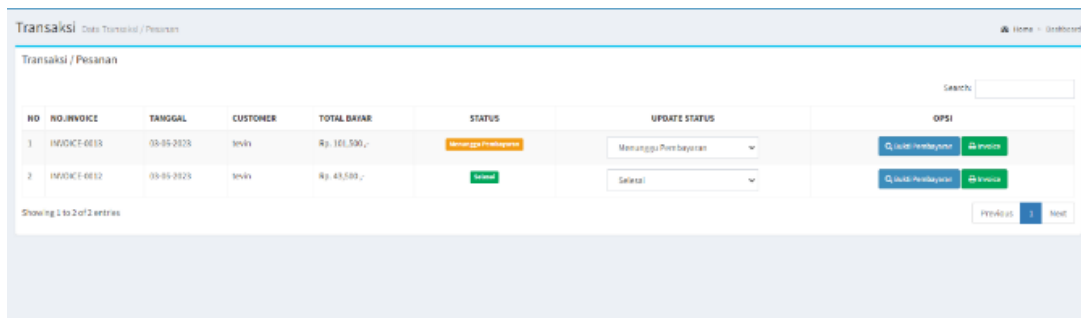 Transaksi Data Transaksi / Pesanan
Home > Dashboard
Transaksi / Pesanan
Search:
NO NO.INVOICE TANGGAL CUSTOMER TOTAL BAYAR STATUS UPDATE STATUS OPSI
1 INVOICE-0013 03-05-2023 tevin Rp. 101,500 ,- Menunggu Pembayaran Menunggu Pembayaran Bukti Pembayaran Invoice
2 INVOICE-0012 03-05-2023 tevin Rp. 43,500 ,- Selesai Selesai Bukti Pembayaran Invoice
Showing 1 to 2 of 2 entries
Previous 1 Next